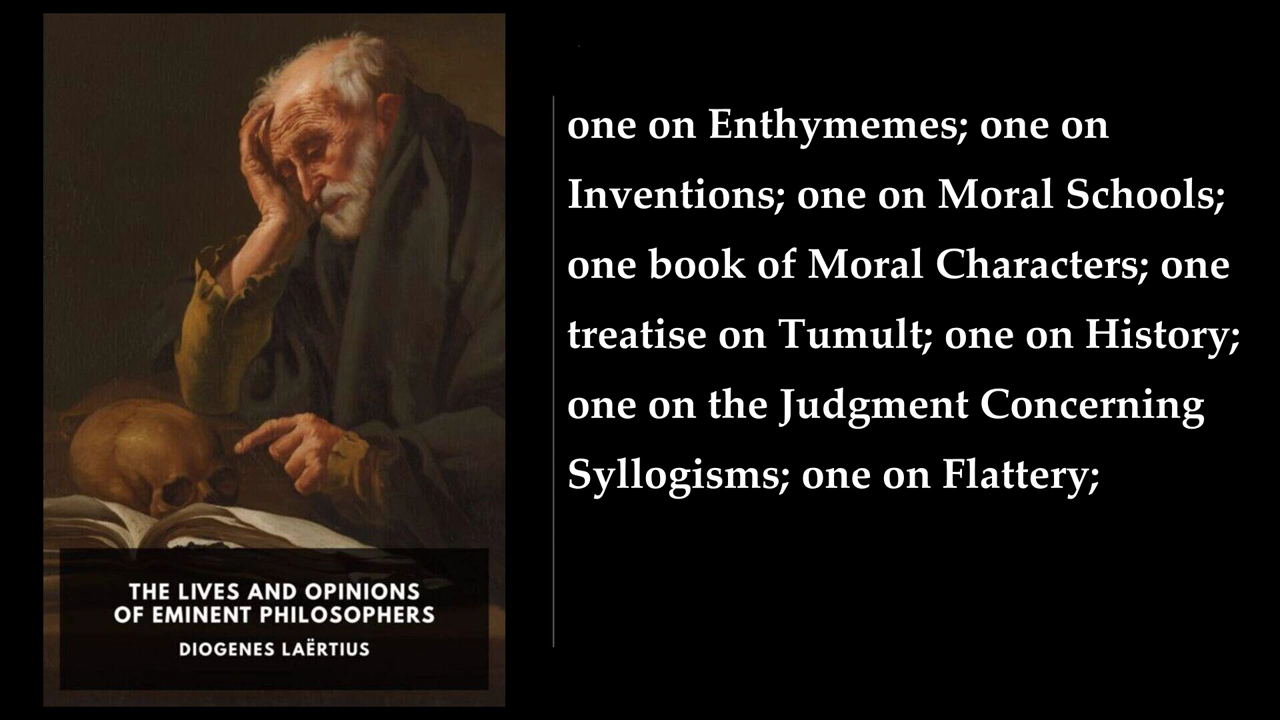 THE LIVES AND OPINIONS
OF EMINENT PHILOSOPHERS
DIOGENES LAËRTIUS
one on Enthymemes; one on
Inventions; one on Moral Schools;
one book of Moral Characters; one
treatise on Tumult; one on History;
one on the Judgment Concerning
Syllogisms; one on Flattery;